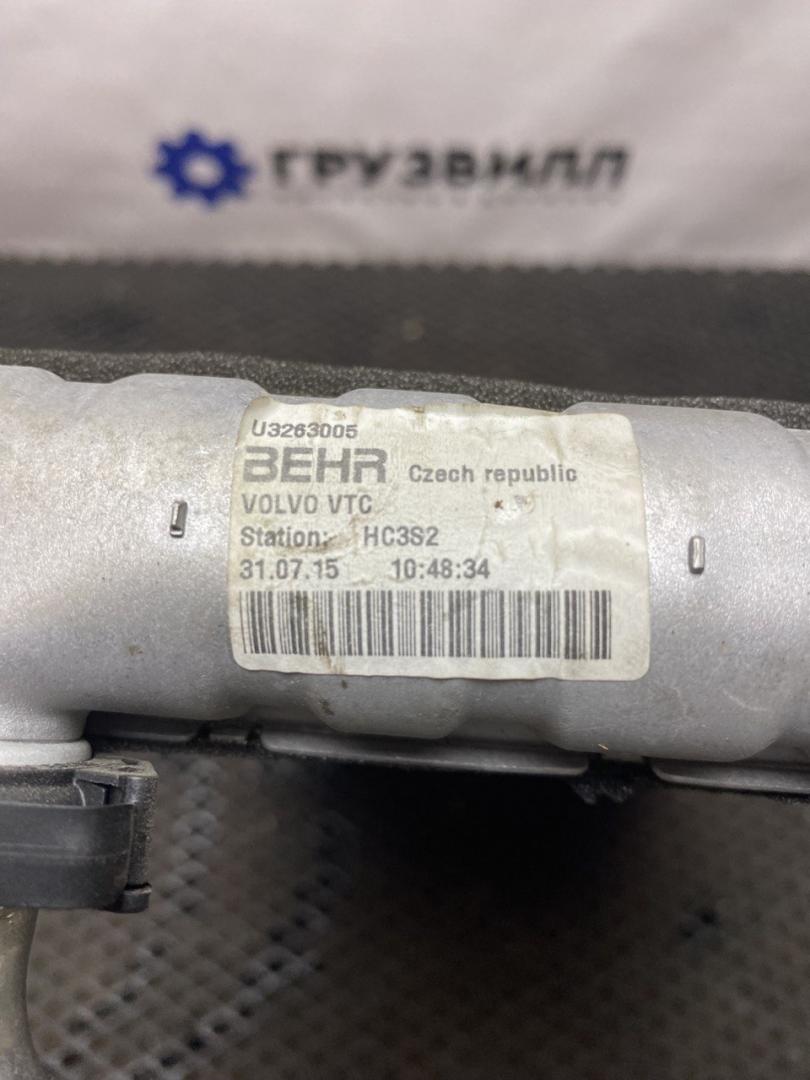 ГРУЗВИЛЛ
U3263005
BEHR Czech republic
VOLVO VTC
Station: HC3S2
31.07.15 10:48:34